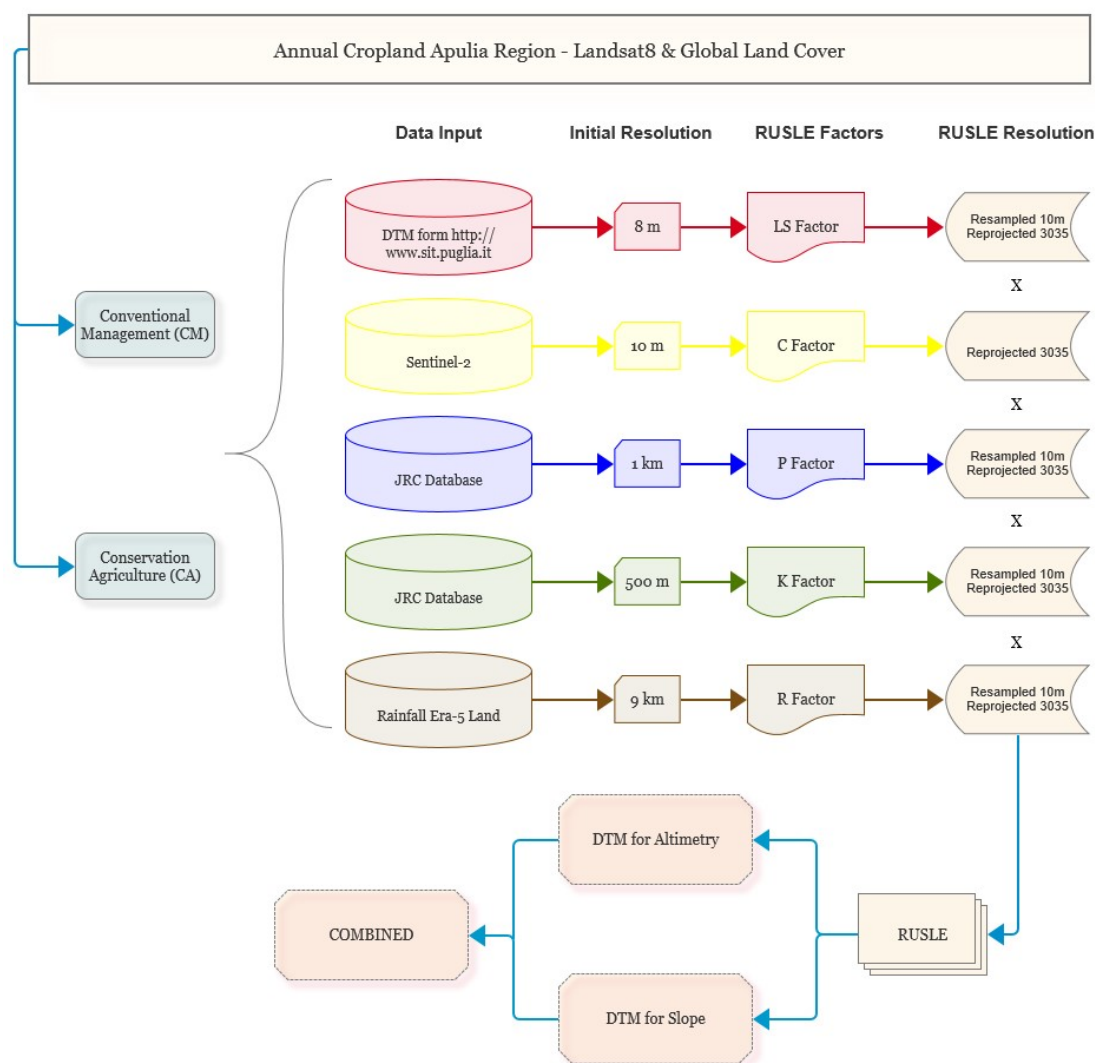 Annual Cropland Apulia Region - Landsat8 & Global Land Cover
Data Input
Initial Resolution
RUSLE Factors
RUSLE Resolution
DTM form http://
www.sit.puglia.it
8 m
LS Factor
Resampled 10m
Reprojected 3035
X
Conventional
Management (CM)
Sentinel-2
10 m
C Factor
Reprojected 3035
X
JRC Database
1 km
P Factor
Resampled 10m
Reprojected 3035
X
Conservation
Agriculture (CA)
JRC Database
500 m
K Factor
Resampled 10m
Reprojected 3035
X
Rainfall Era-5 Land
9 km
R Factor
Resampled 10m
Reprojected 3035
DTM for Altimetry
COMBINED
RUSLE
DTM for Slope